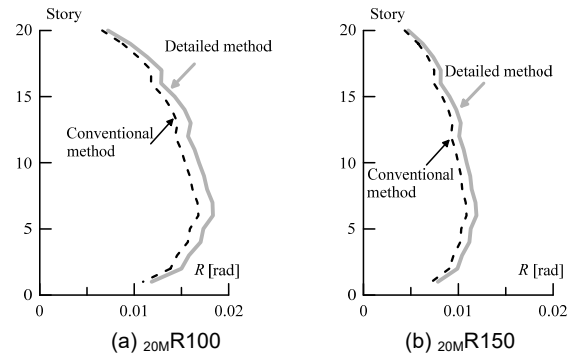 Story
20
15
10
5
0
0
0.01
0.02
Detailed method
Conventional
method
R [rad]
(a) 20MR100
Story
20
15
10
5
0
0
0.01
0.02
Detailed method
Conventional
method
R [rad]
(b) 20MR150